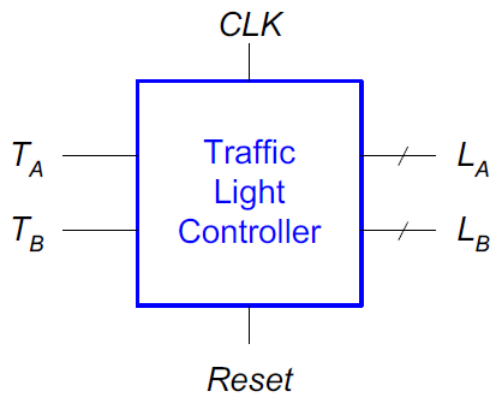 CLK
T_A
Traffic
Light
Controller
L_A
T_B
L_B
Reset